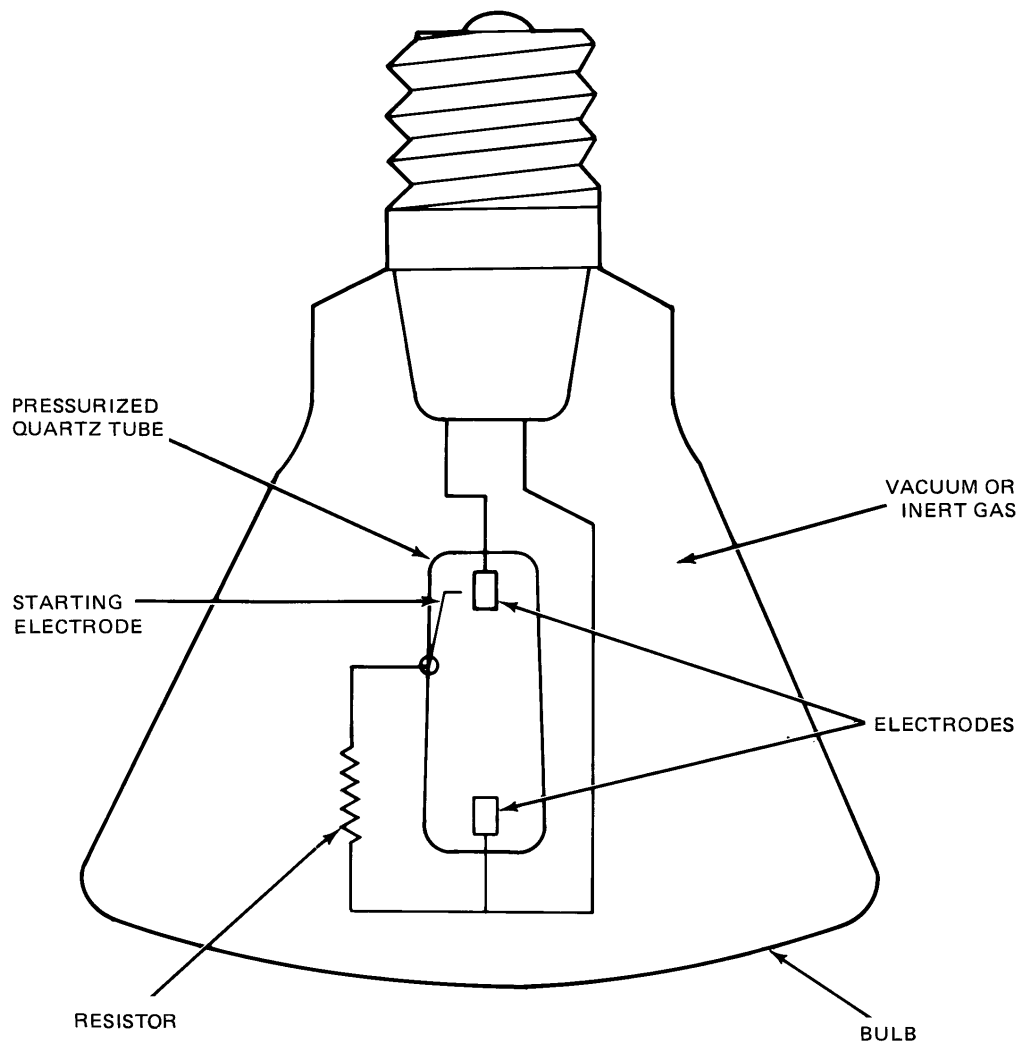 PRESSURIZED
QUARTZ TUBE
VACUUM OR
INERT GAS
STARTING
ELECTRODE
ELECTRODES
RESISTOR
BULB